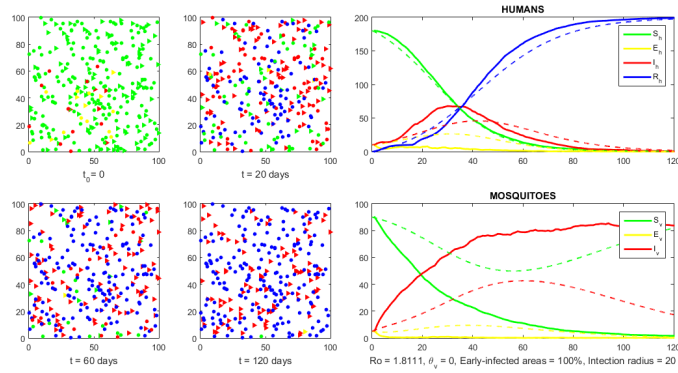 HUMANS
100
80
60
40
20
0
0 50 100
t0= 0
100
80
60
40
20
0
0 50 100
t = 20 days
200
150
100
50
0
0 20 40 60 80 100 120
Sh
Eh
Ih
Rh
MOSQUITOES
100
80
60
40
20
0
0 50 100
t = 60 days
100
80
60
40
20
0
0 50 100
t = 120 days
100
80
60
40
20
0
0 20 40 60 80 100 120
Sv
Ev
Iv
Ro = 1.8111, θv = 0, Early-infected areas = 100%, Intection radius = 20